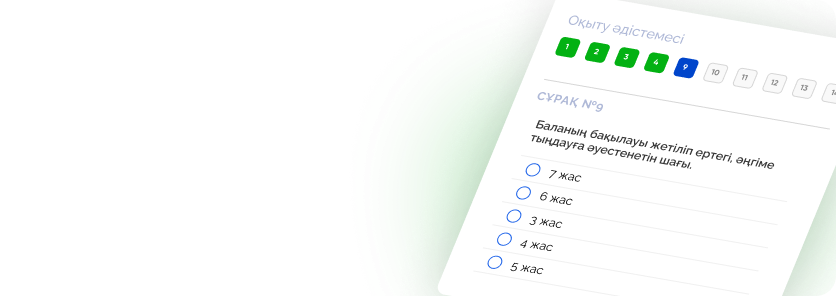 Оқыту әдістемесі
1 2 3 4 9 10 11 12 13 14
СҰРАҚ №9
Баланың бақылауы жетіліп ертегі, әңгіме
тыңдауға әуестенетін шағы.
7 жас
6 жас
3 жас
4 жас
5 жас